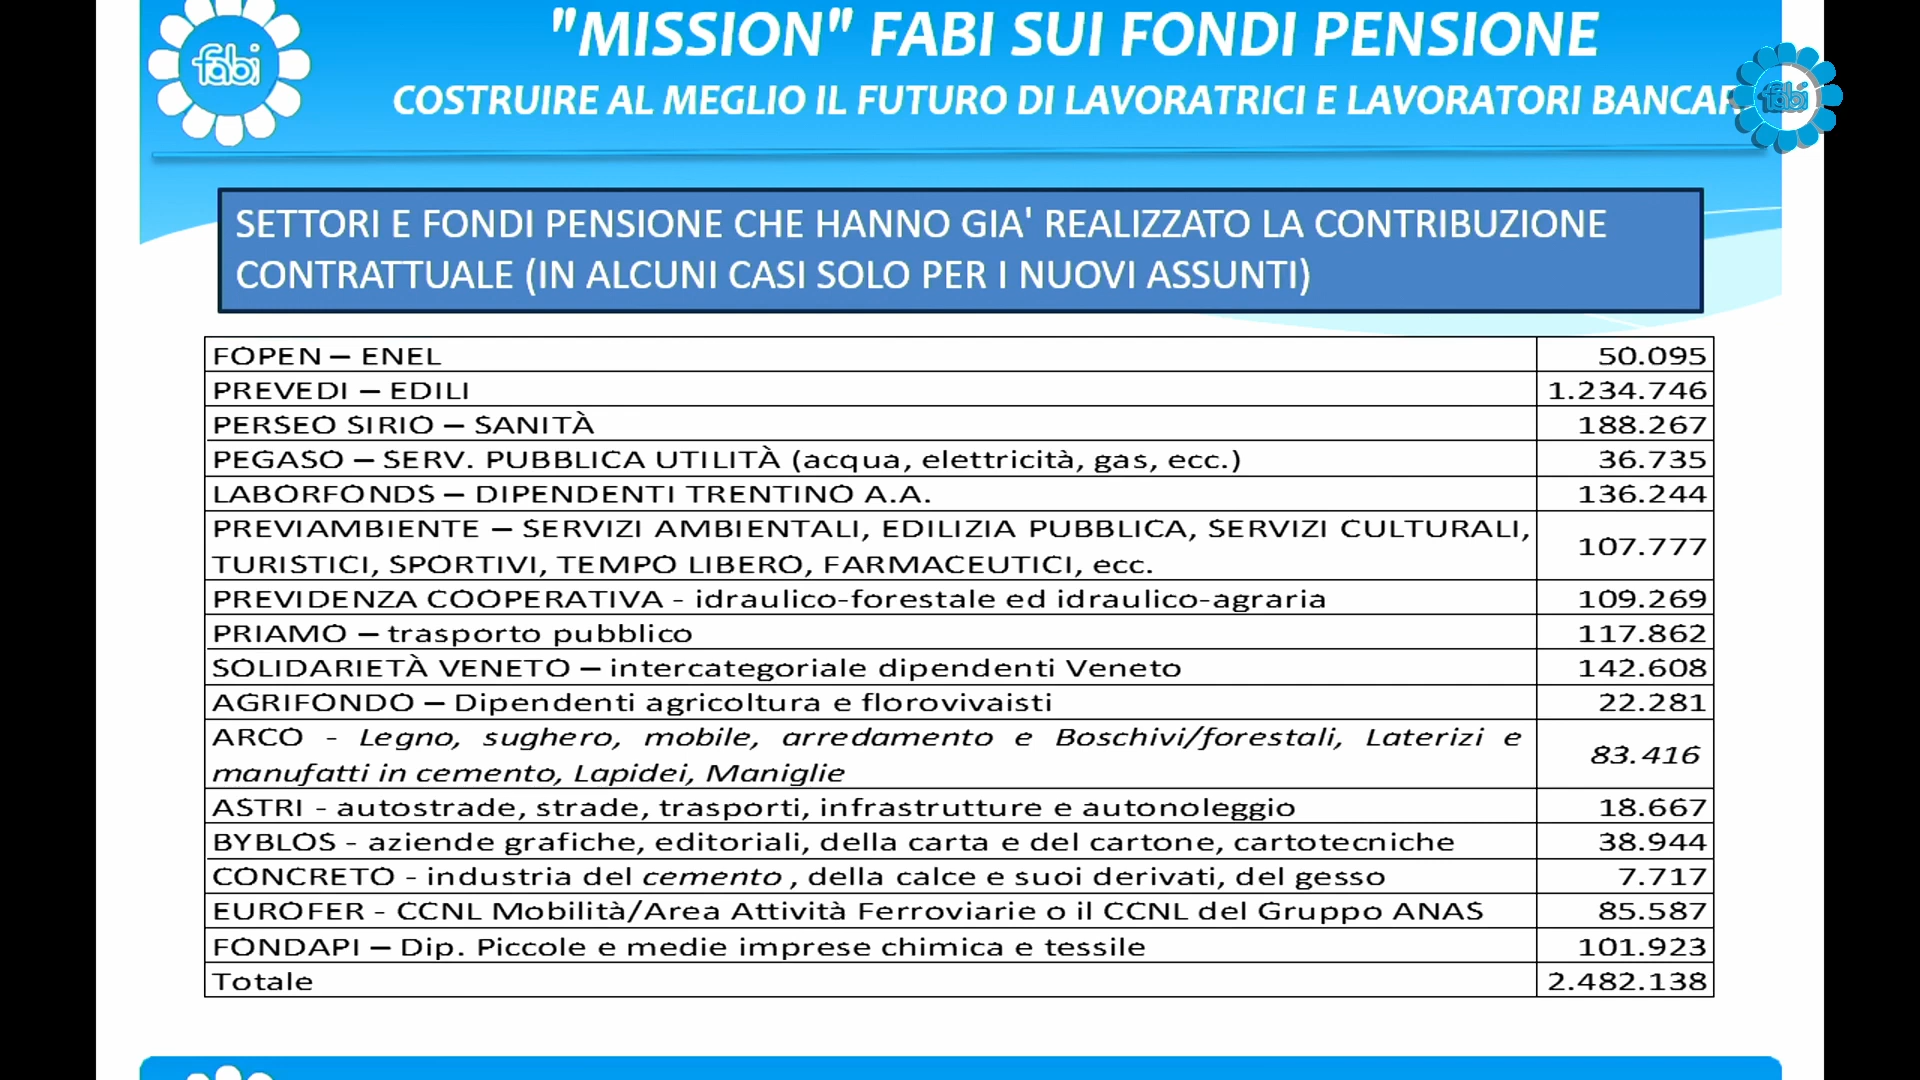 "MISSION" FABI SUI FONDI PENSIONE
fabi
COSTRUIRE AL MEGLIO IL FUTURO DI LAVORATRICI E LAVORATORI BANCAR
fabi
SETTORI E FONDI PENSIONE CHE HANNO GIA' REALIZZATO LA CONTRIBUZIONE
CONTRATTUALE (IN ALCUNI CASI SOLO PER I NUOVI ASSUNTI)
FOPEN – ENEL 50.095
PREVEDI – EDILI 1.234.746
PERSEO SIRIO – SANITÀ 188.267
PEGASO – SERV. PUBBLICA UTILITÀ (acqua, elettricità, gas, ecc.) 36.735
LABORFONDS – DIPENDENTI TRENTINO A.A. 136.244
PREVIAMBIENTE – SERVIZI AMBIENTALI, EDILIZIA PUBBLICA, SERVIZI CULTURALI,
TURISTICI, SPORTIVI, TEMPO LIBERO, FARMACEUTICI, ecc. 107.777
PREVIDENZA COOPERATIVA - idraulico-forestale ed idraulico-agraria 109.269
PRIAMO – trasporto pubblico 117.862
SOLIDARIETÀ VENETO – intercategoriale dipendenti Veneto 142.608
AGRIFONDO – Dipendenti agricoltura e florovivaisti 22.281
ARCO - Legno, sughero, mobile, arredamento e Boschivi/forestali, Laterizi e
manufatti in cemento, Lapidei, Maniglie 83.416
ASTRI - autostrade, strade, trasporti, infrastrutture e autonoleggio 18.667
BYBLOS - aziende grafiche, editoriali, della carta e del cartone, cartotecniche 38.944
CONCRETO - industria del cemento , della calce e suoi derivati, del gesso 7.717
EUROFER - CCNL Mobilità/Area Attività Ferroviarie o il CCNL del Gruppo ANAS 85.587
FONDAPI – Dip. Piccole e medie imprese chimica e tessile 101.923
Totale 2.482.138